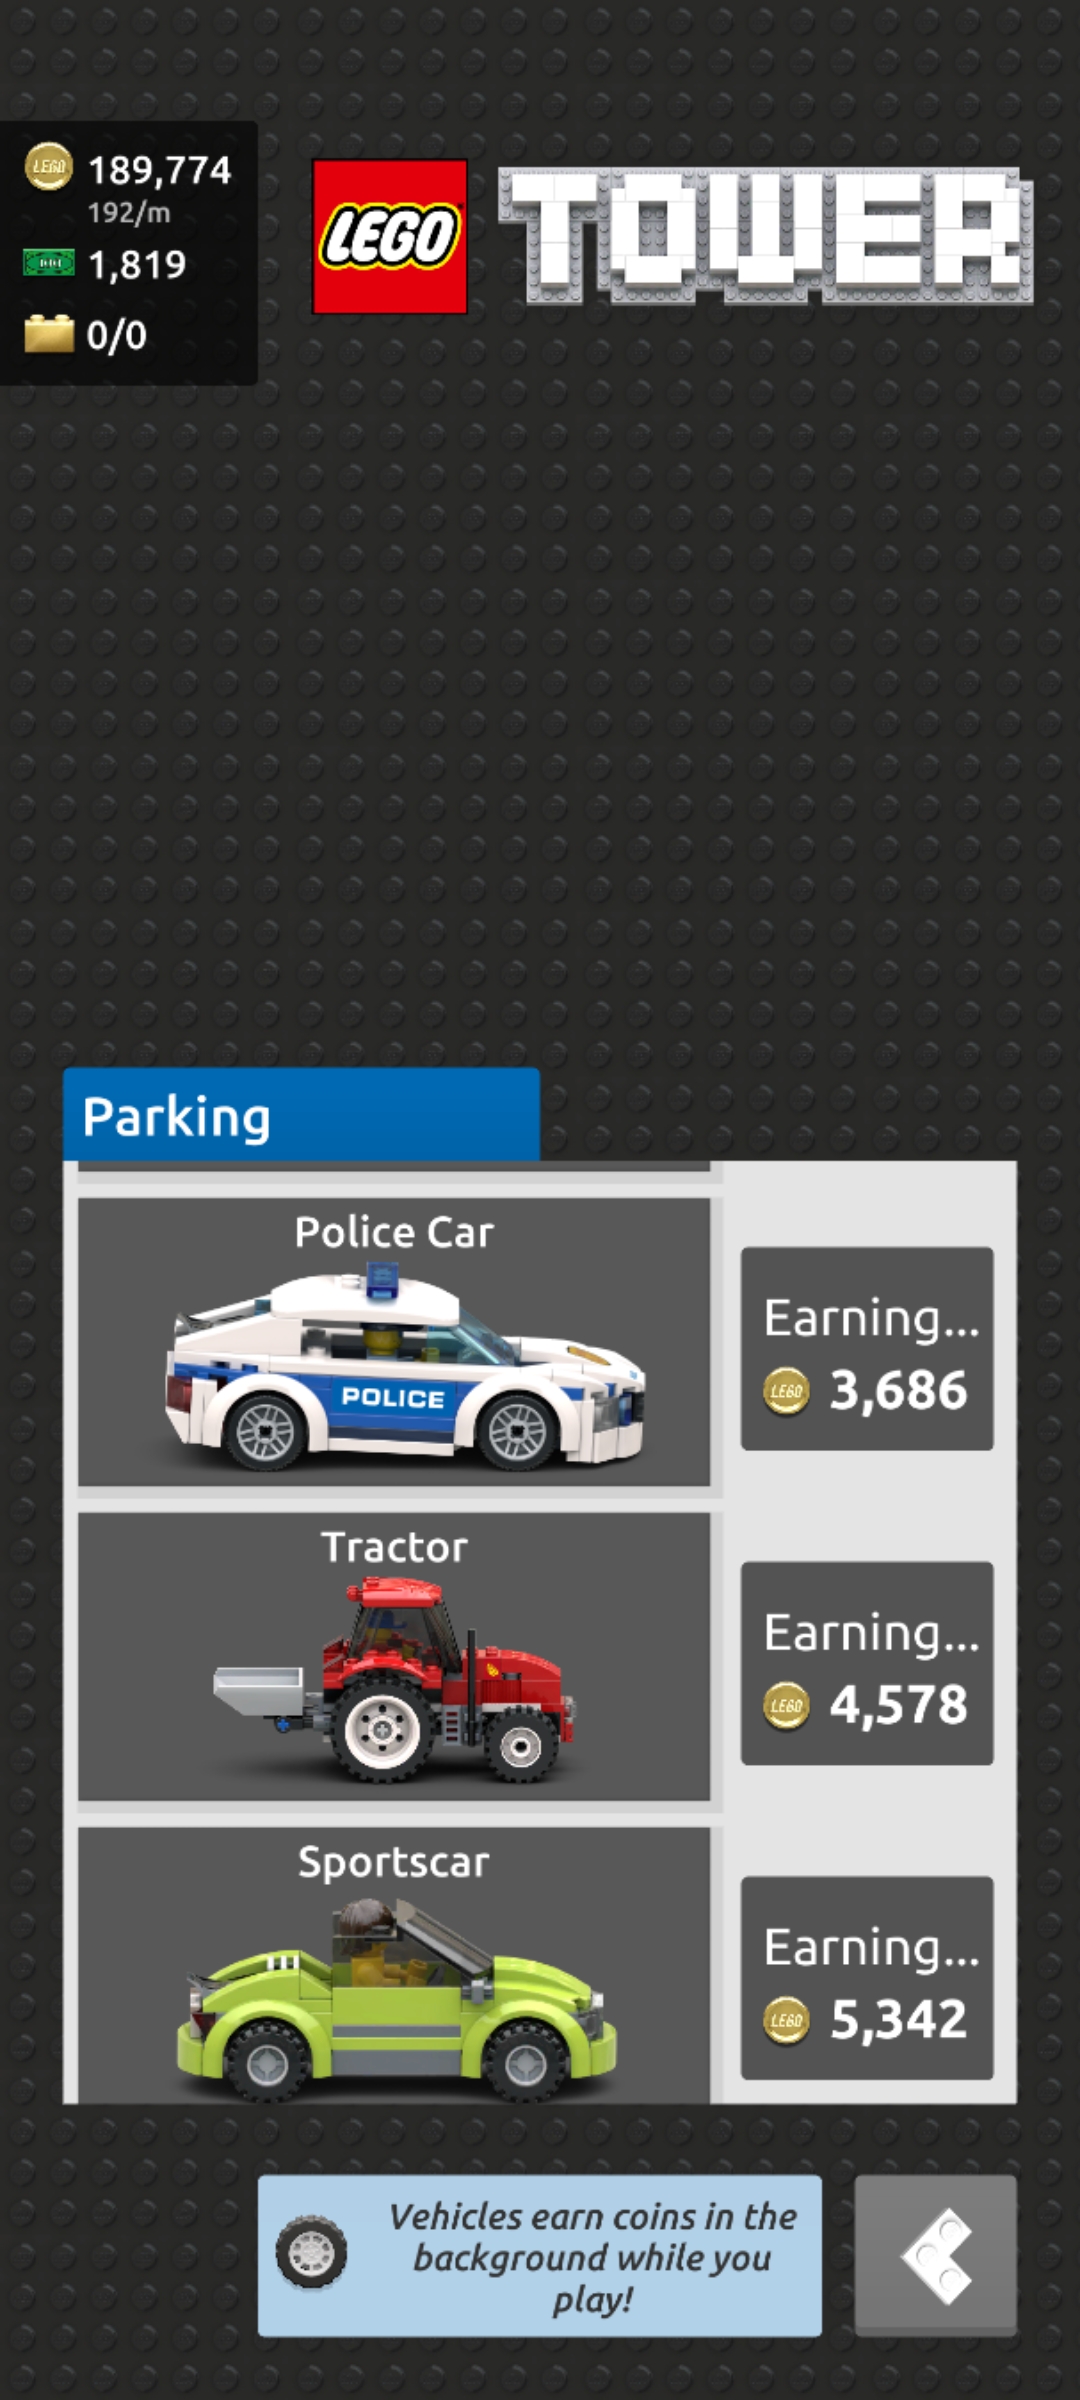 189,774
192/m
1,819
0/0
LEGO TOWER
Parking
Police Car
POLICE
Earning...
3,686
Tractor
Earning...
4,578
Sportscar
Earning...
5,342
Vehicles earn coins in the
background while you
play!